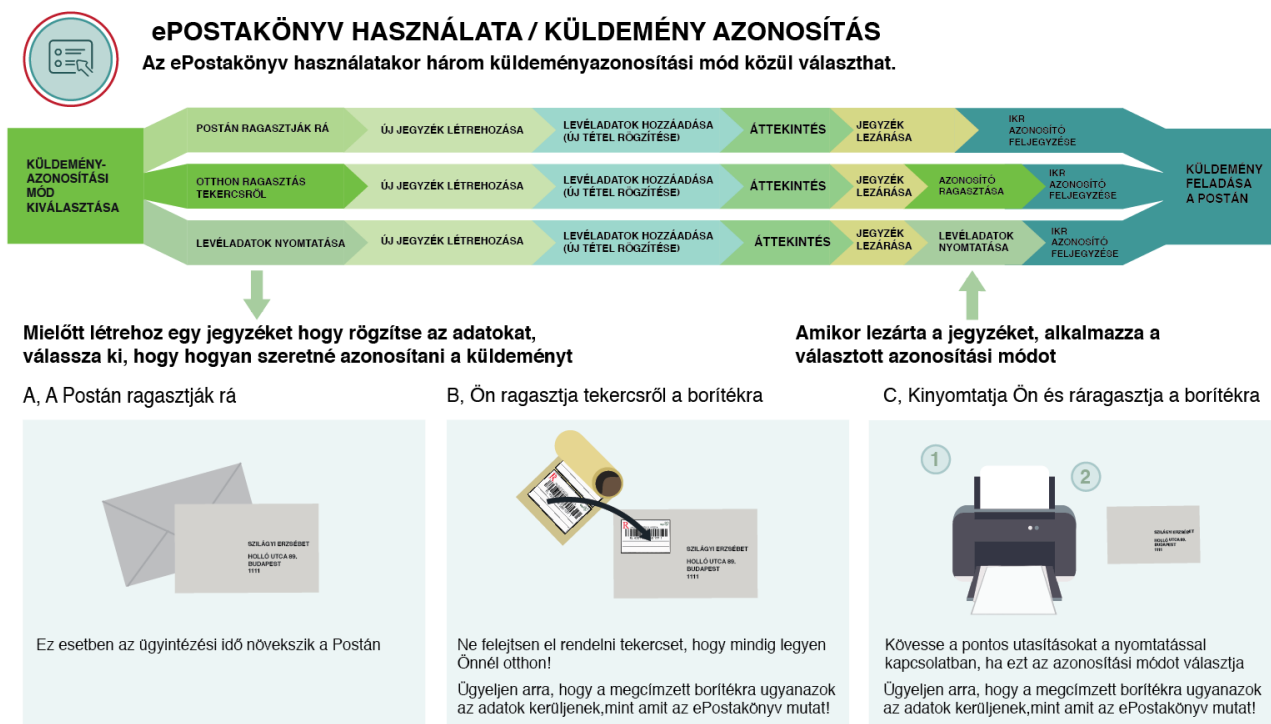 ePOSTAKÖNYV HASZNÁLATA / KÜLDEMÉNY AZONOSÍTÁS
Az ePostakönyv használatakor három küldeményazonosítási mód közül választhat.
KÜLDEMÉNY-
AZONOSÍTÁSI
MÓD
KIVÁLASZTÁSA
POSTÁN RAGASZTJÁK RÁ
ÚJ JEGYZÉK LÉTREHOZÁSA
LEVÉLADATOK HOZZÁADÁSA
(ÚJ TÉTEL RÖGZÍTÉSE)
ÁTTEKINTÉS
JEGYZÉK
LEZÁRÁSA
IKR
AZONOSÍTÓ
FELJEGYZÉSE
OTTHON RAGASZTÁS
TEKERCSRŐL
ÚJ JEGYZÉK LÉTREHOZÁSA
LEVÉLADATOK HOZZÁADÁSA
(ÚJ TÉTEL RÖGZÍTÉSE)
ÁTTEKINTÉS
JEGYZÉK
LEZÁRÁSA
AZONOSÍTÓ
RAGASZTÁSA
IKR
AZONOSÍTÓ
FELJEGYZÉSE
LEVÉLADATOK NYOMTATÁSA
ÚJ JEGYZÉK LÉTREHOZÁSA
LEVÉLADATOK HOZZÁADÁSA
(ÚJ TÉTEL RÖGZÍTÉSE)
ÁTTEKINTÉS
JEGYZÉK
LEZÁRÁSA
LEVÉLADATOK
NYOMTATÁSA
IKR
AZONOSÍTÓ
FELJEGYZÉSE
KÜLDEMÉNY
FELADÁSA
A POSTÁN
Mielőtt létrehoz egy jegyzéket hogy rögzítse az adatokat,
válassza ki, hogy hogyan szeretné azonosítani a küldeményt
Amikor lezárta a jegyzéket, alkalmazza a
választott azonosítási módot
A, A Postán ragasztják rá
SZILÁGYI ERZSÉBET
HOLLÓ UTCA 89.
BUDAPEST
1111
Ez esetben az ügyintézési idő növekszik a Postán
B, Ön ragasztja tekercsről a borítékra
R
R
SZILÁGYI ERZSÉBET
HOLLÓ UTCA 89.
BUDAPEST
1111
Ne felejtsen el rendelni tekercset, hogy mindig legyen
Önnél otthon!
Ügyeljen arra, hogy a megcímzett borítékra ugyanazok
az adatok kerüljenek,mint amit az ePostakönyv mutat!
C, Kinyomtatja Ön és ráragasztja a borítékra
1
2
SZILÁGYI ERZSÉBET
HOLLÓ UTCA 89.
BUDAPEST
1111
Kövesse a pontos utasításokat a nyomtatással
kapcsolatban, ha ezt az azonosítási módot választja
Ügyeljen arra, hogy a megcímzett borítékra ugyanazok
az adatok kerüljenek,mint amit az ePostakönyv mutat!